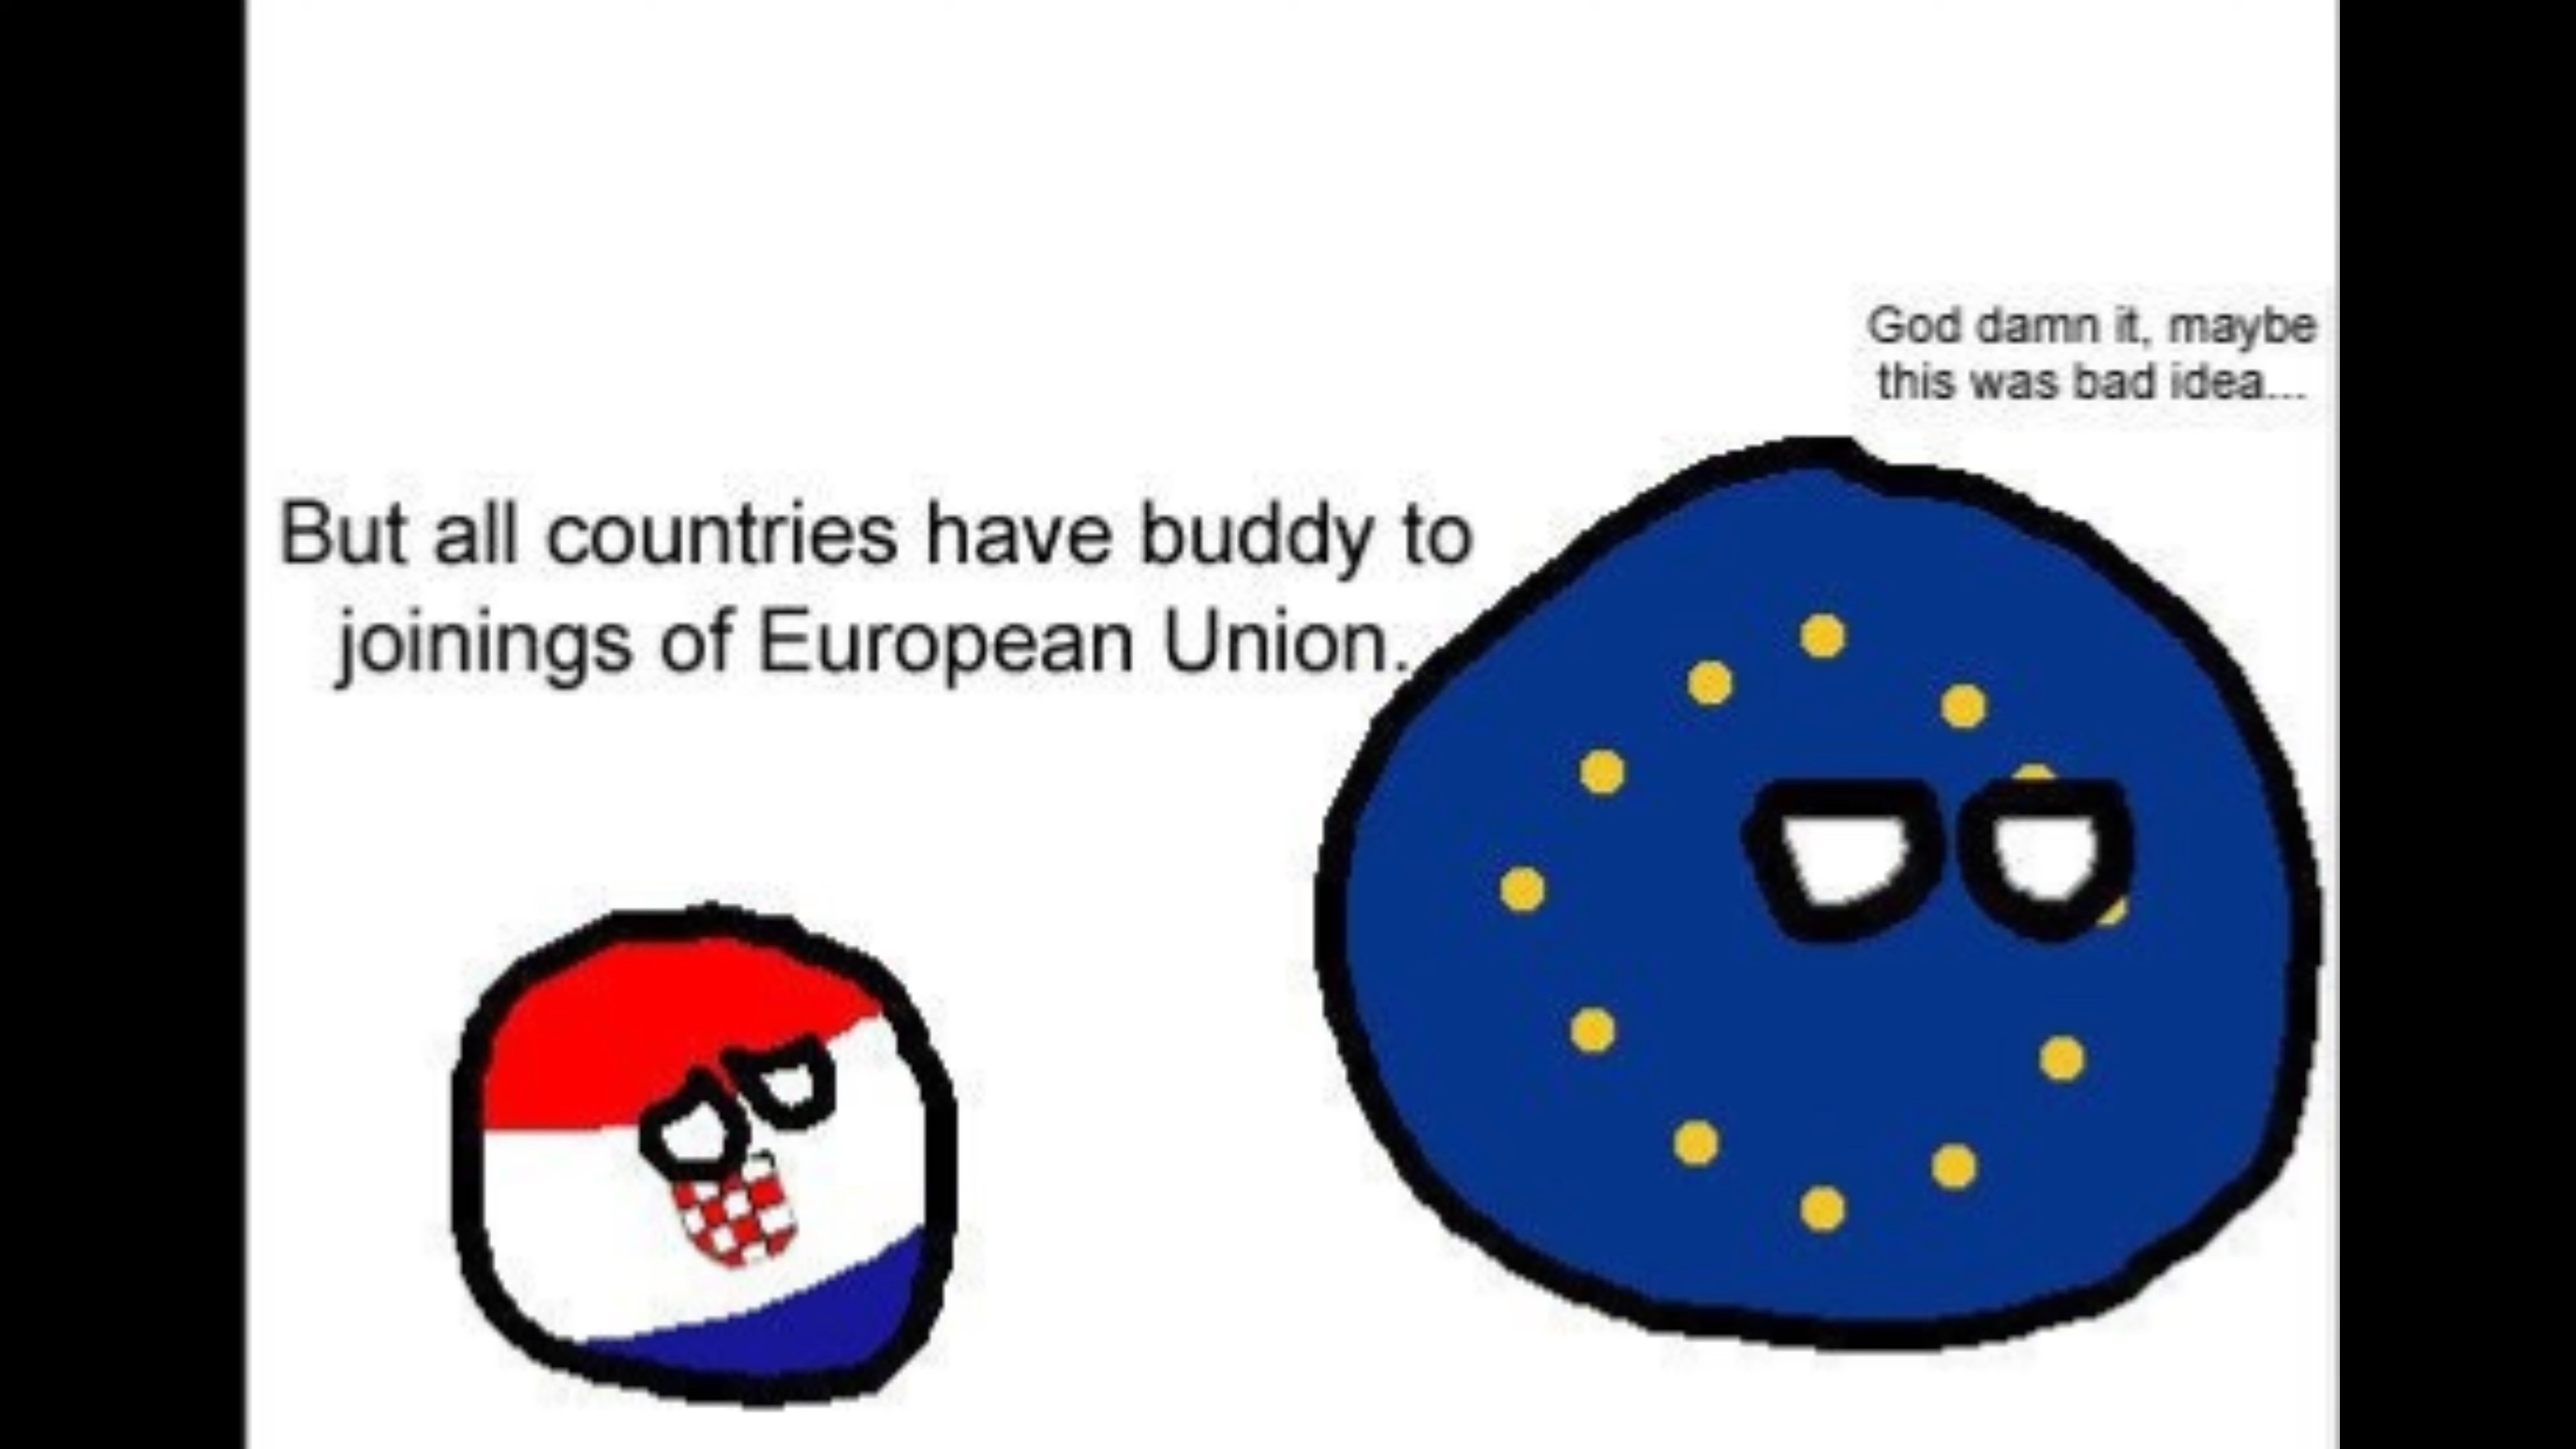 God damn it, maybe
this was bad idea...
But all countries have buddy to
joinings of European Union.